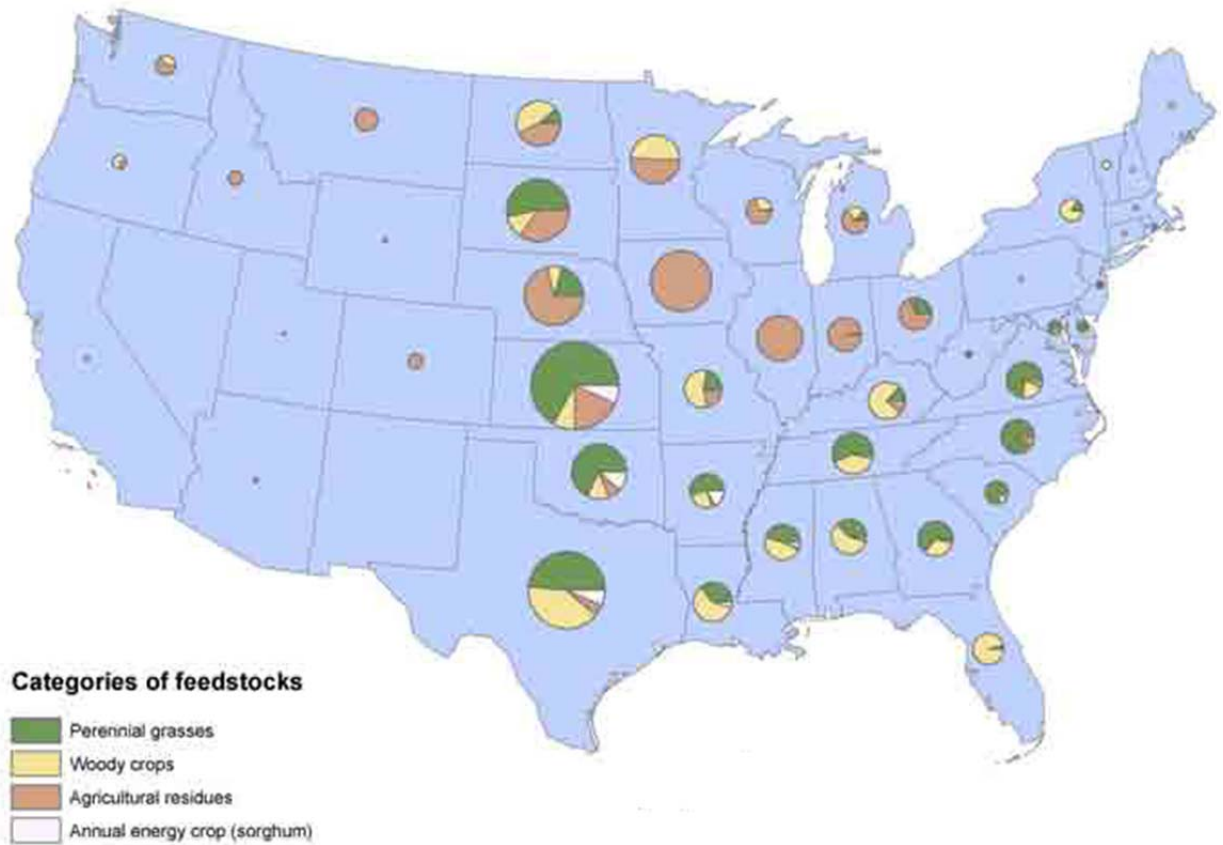 Categories of feedstocks
Perennial grasses
Woody crops
Agricultural residues
Annual energy crop (sorghum)